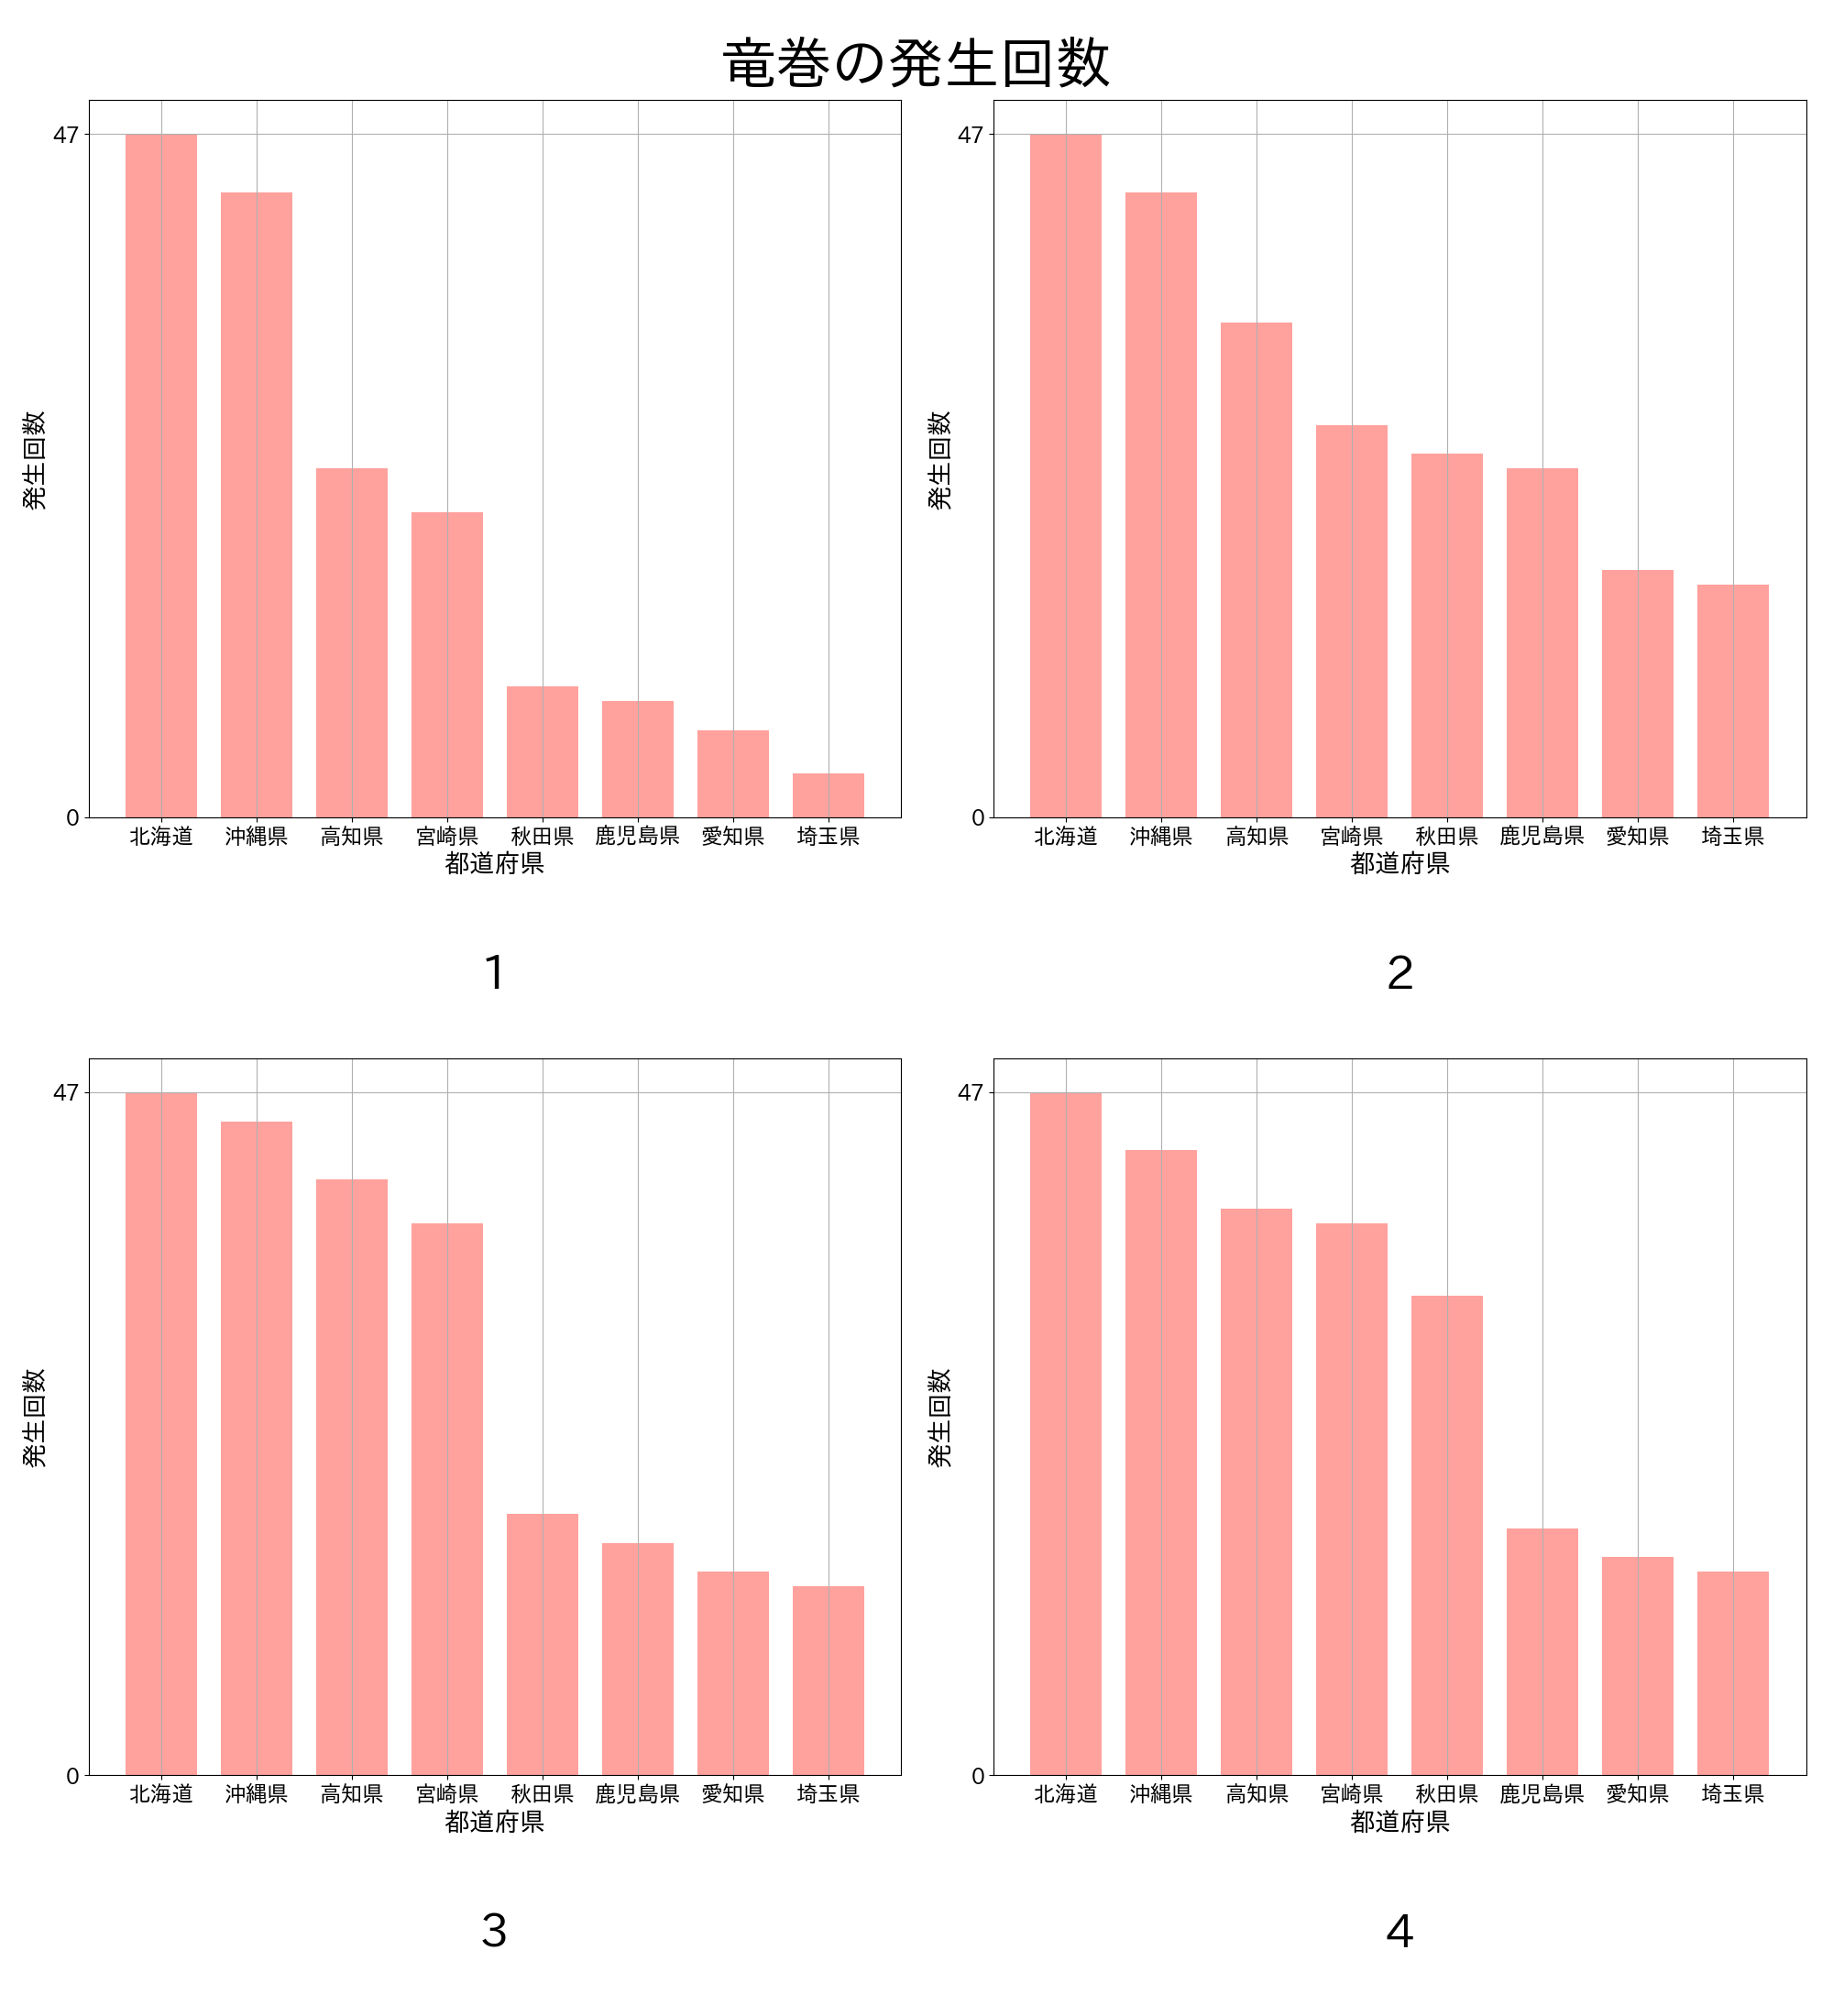 竜巻の発生回数
47
0
発生回数
北海道 沖縄県 高知県 宮崎県 秋田県 鹿児島県 愛知県 埼玉県
都道府県
1
47
0
発生回数
北海道 沖縄県 高知県 宮崎県 秋田県 鹿児島県 愛知県 埼玉県
都道府県
2
47
0
発生回数
北海道 沖縄県 高知県 宮崎県 秋田県 鹿児島県 愛知県 埼玉県
都道府県
3
47
0
発生回数
北海道 沖縄県 高知県 宮崎県 秋田県 鹿児島県 愛知県 埼玉県
都道府県
4